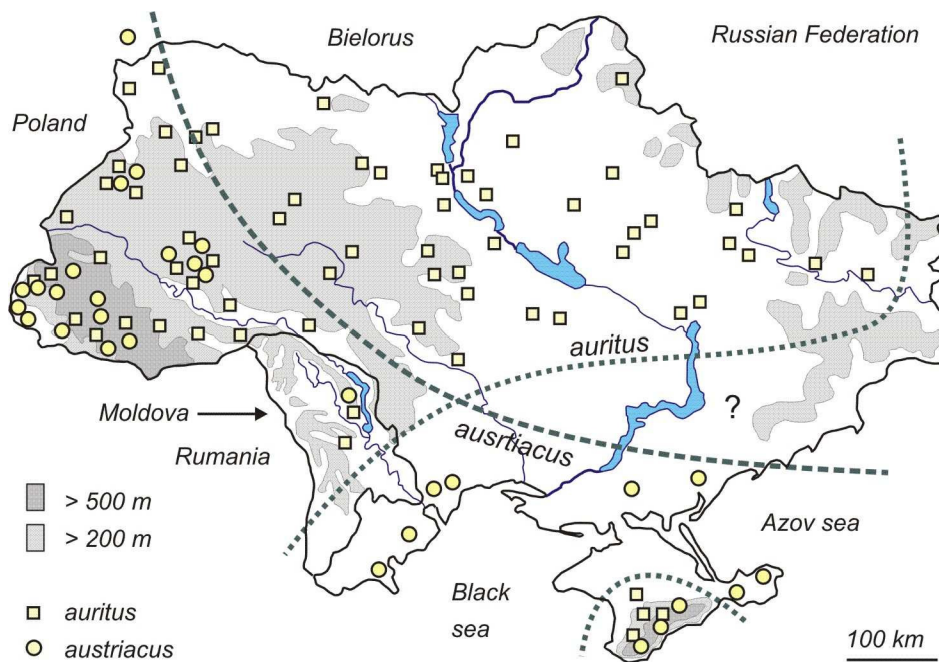 Bielorus
Russian Federation
Poland
auritus
Moldova
?
ausrtiacus
Rumania
> 500 m
> 200 m
Azov sea
Black
sea
auritus
austriacus
100 km